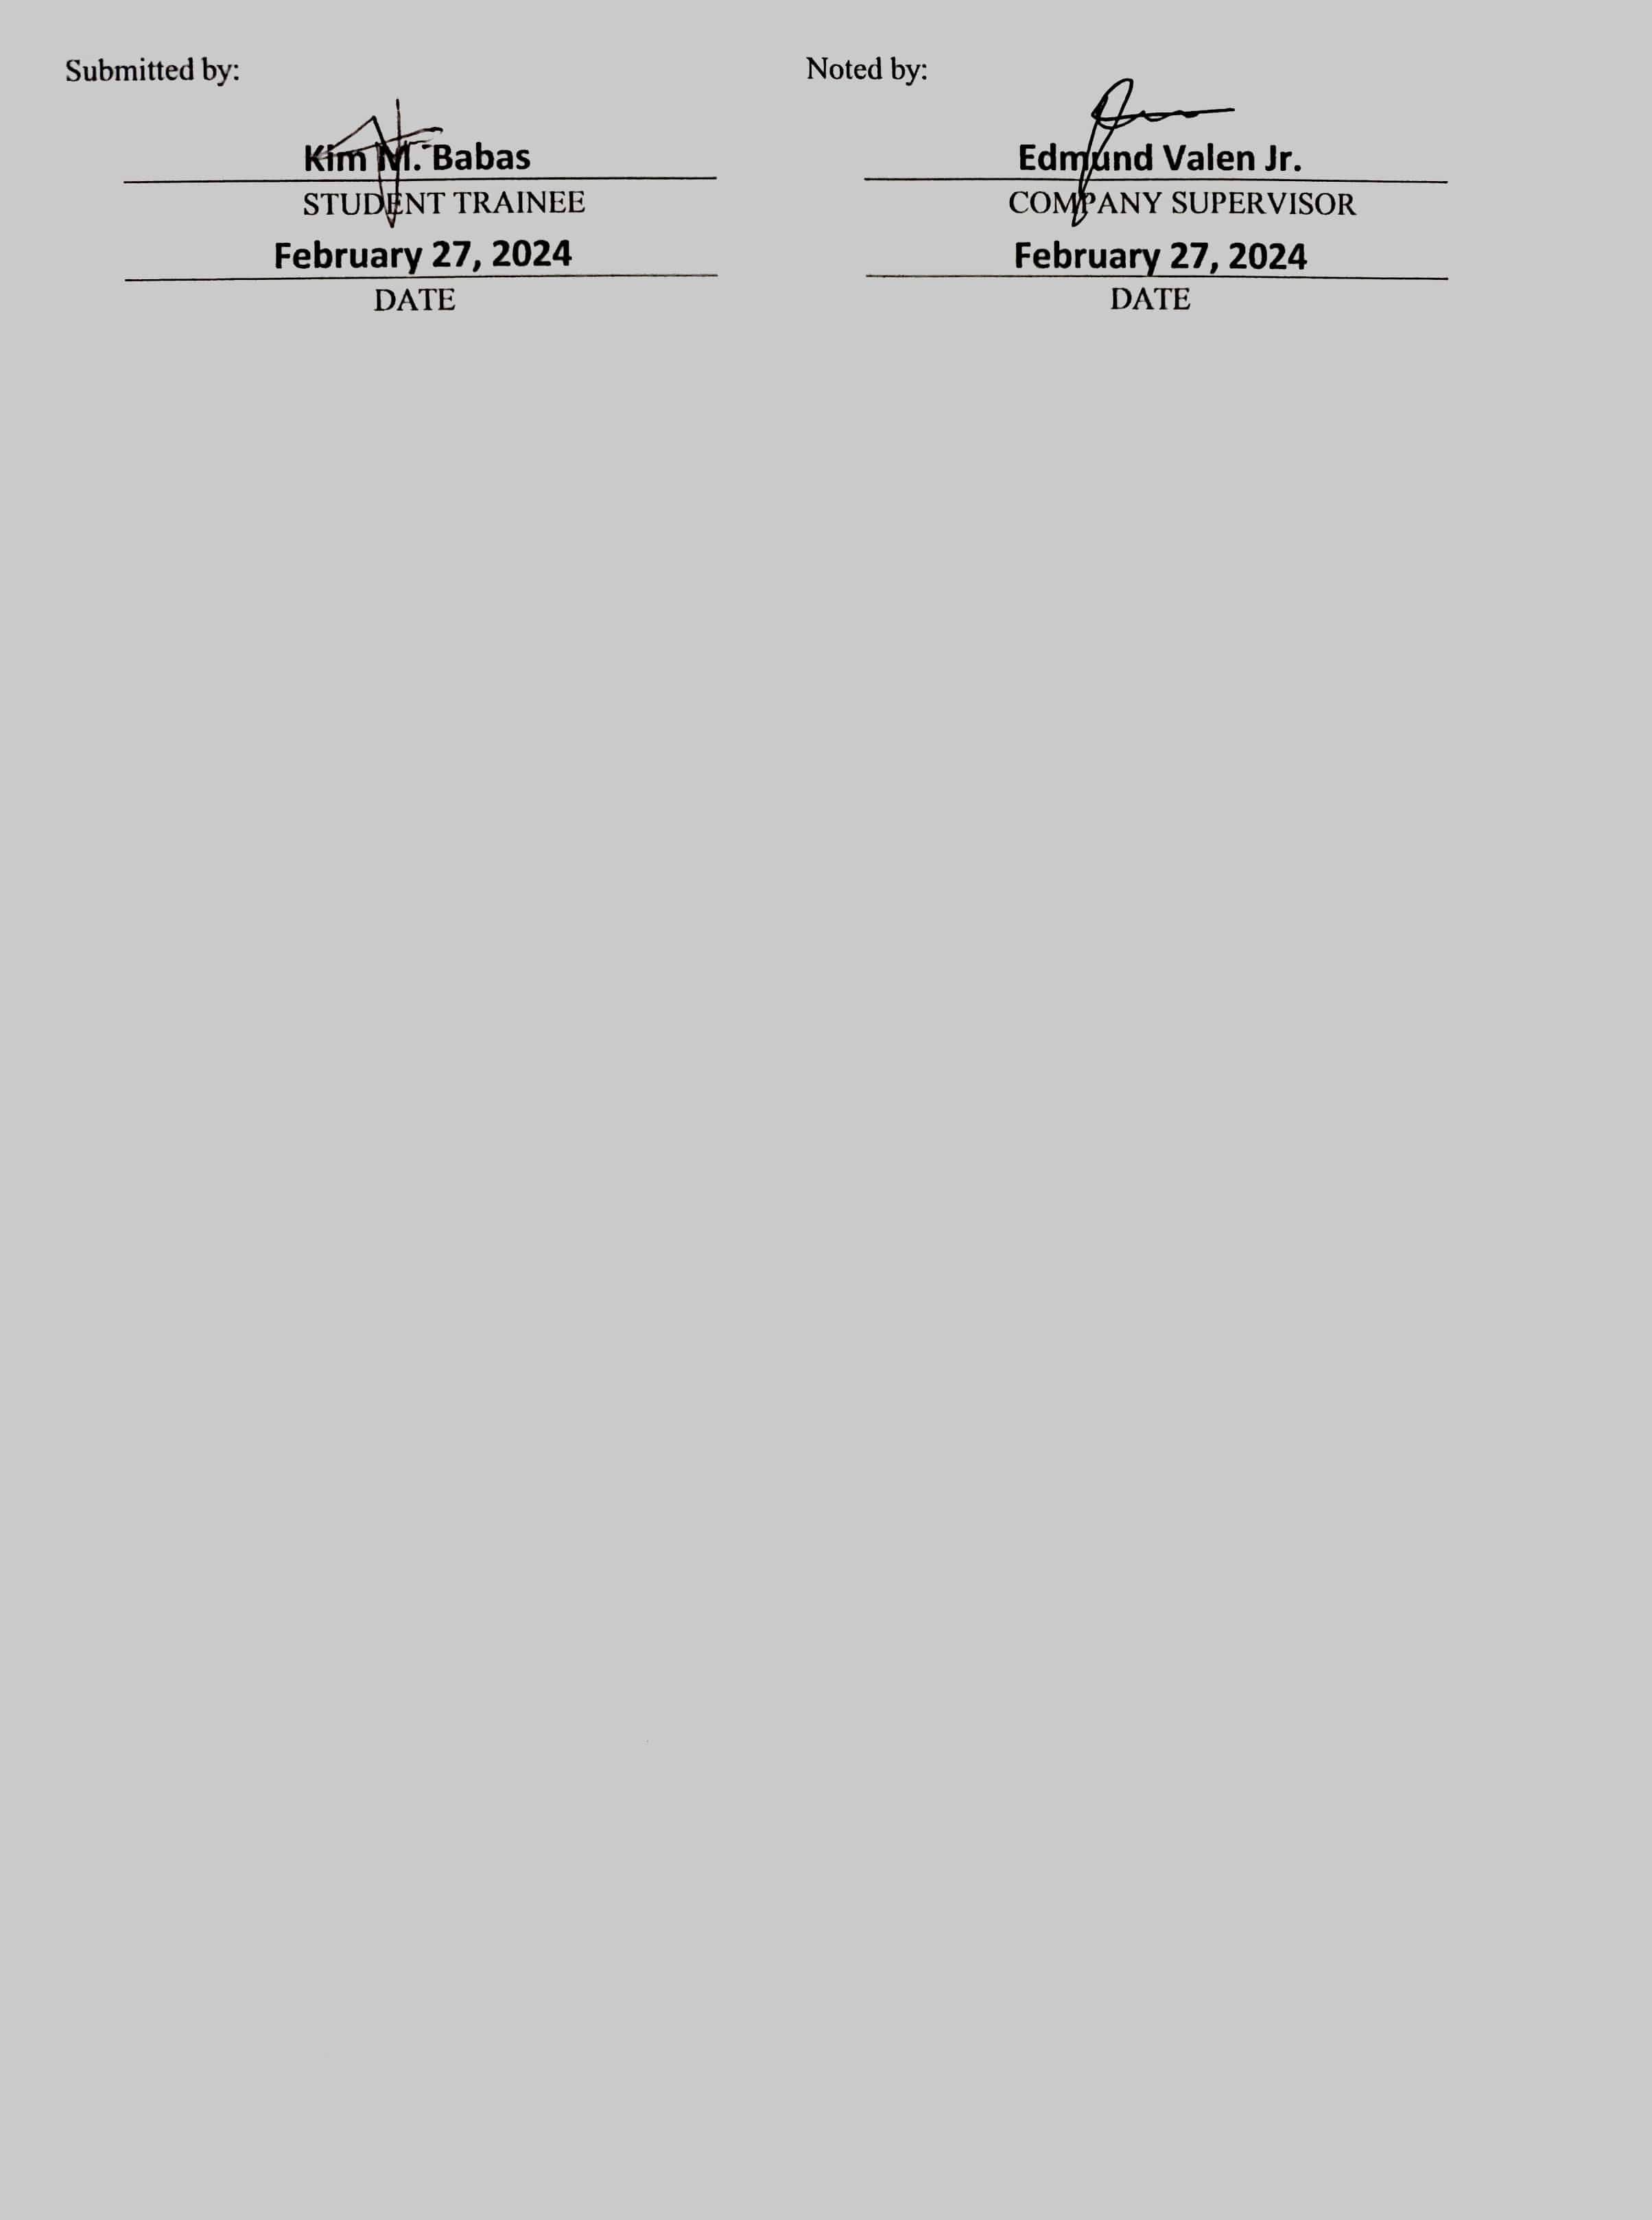 Submitted by:
Kim M. Babas
STUDENT TRAINEE
February 27, 2024
DATE
Noted by:
Edmund Valen Jr.
COMPANY SUPERVISOR
February 27, 2024
DATE